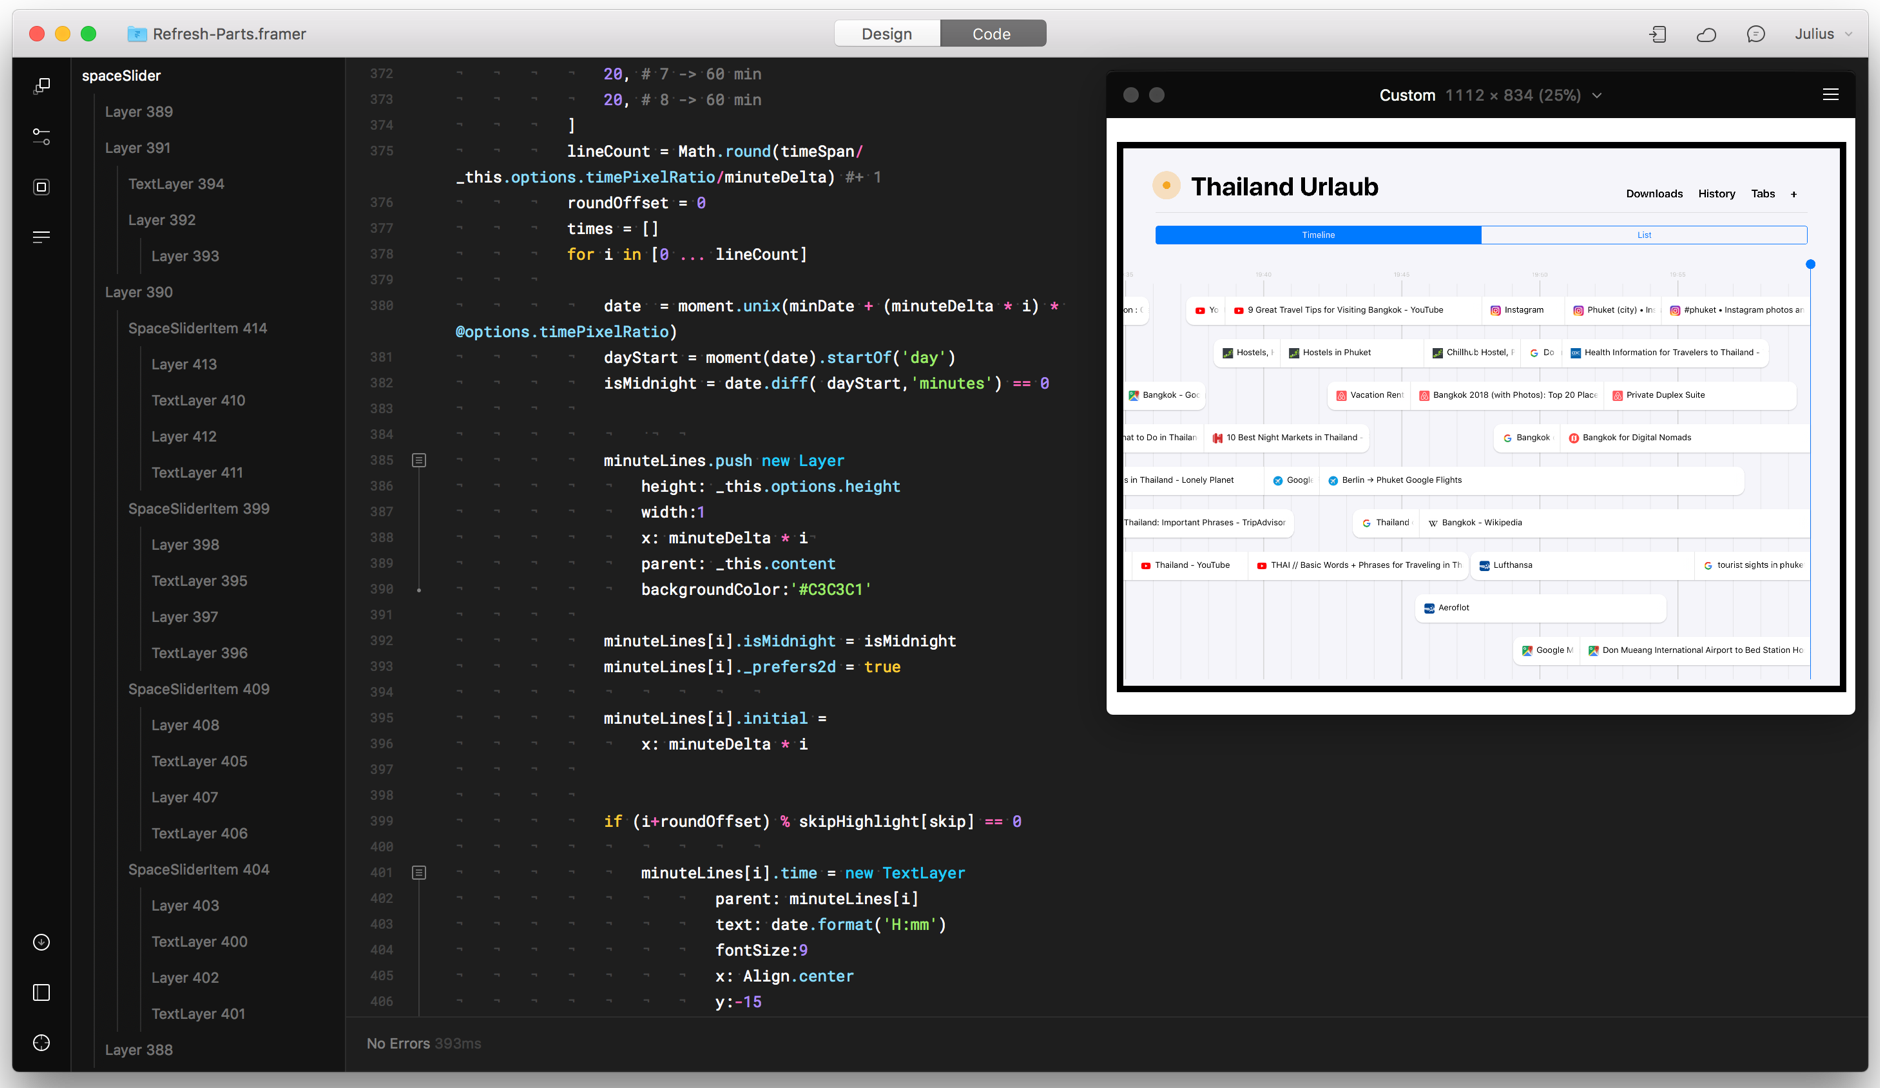 Refresh-Parts.framer
Design
Code
Julius
spaceSlider
Layer 389
Layer 391
TextLayer 394
Layer 392
Layer 393
Layer 390
SpaceSliderItem 414
Layer 413
TextLayer 410
Layer 412
TextLayer 411
SpaceSliderItem 399
Layer 398
TextLayer 395
Layer 397
TextLayer 396
SpaceSliderItem 409
Layer 408
TextLayer 405
Layer 407
TextLayer 406
SpaceSliderItem 404
Layer 403
TextLayer 400
Layer 402
TextLayer 401
Layer 388
372 20, # 7 -> 60 min
373 20, # 8 -> 60 min
374 ]
375 lineCount = Math.round(timeSpan/
_this.options.timePixelRatio/minuteDelta) #+ 1
376 roundOffset = 0
377 times = []
378 for i in [0 ... lineCount]
379
380 date = moment.unix(minDate + (minuteDelta * i) *
@options.timePixelRatio)
381 dayStart = moment(date).startOf('day')
382 isMidnight = date.diff( dayStart,'minutes') == 0
383
384
385 minuteLines.push new Layer
386 height: _this.options.height
387 width:1
388 x: minuteDelta * i
389 parent: _this.content
390 backgroundColor:'#C3C3C1'
391
392 minuteLines[i].isMidnight = isMidnight
393 minuteLines[i]._prefers2d = true
394
395 minuteLines[i].initial =
396 x: minuteDelta * i
397
398
399 if (i+roundOffset) % skipHighlight[skip] == 0
400
401 minuteLines[i].time = new TextLayer
402 parent: minuteLines[i]
403 text: date.format('H:mm')
404 fontSize:9
405 x: Align.center
406 y:-15
No Errors 393ms
Custom 1112 × 834 (25%)
Thailand Urlaub
Downloads History Tabs +
Timeline List
:35 19:40 19:45 19:50 19:55
on : Yo 9 Great Travel Tips for Visiting Bangkok - YouTube Instagram Phuket (city) • In #phuket • Instagram photos an
Hostels, Hostels in Phuket Chillhub Hostel, P Do Health Information for Travelers to Thailand -
Bangkok - Goo Vacation Rent Bangkok 2018 (with Photos): Top 20 Place Private Duplex Suite
hat to Do in Thailan 10 Best Night Markets in Thailand - Bangkok Bangkok for Digital Nomads
s in Thailand - Lonely Planet Google Berlin → Phuket Google Flights
Thailand: Important Phrases - TripAdvisor Thailand Bangkok - Wikipedia
Thailand - YouTube THAI // Basic Words + Phrases for Traveling in Th Lufthansa tourist sights in phuke
Aeroflot
Google M Don Mueang International Airport to Bed Station Ho